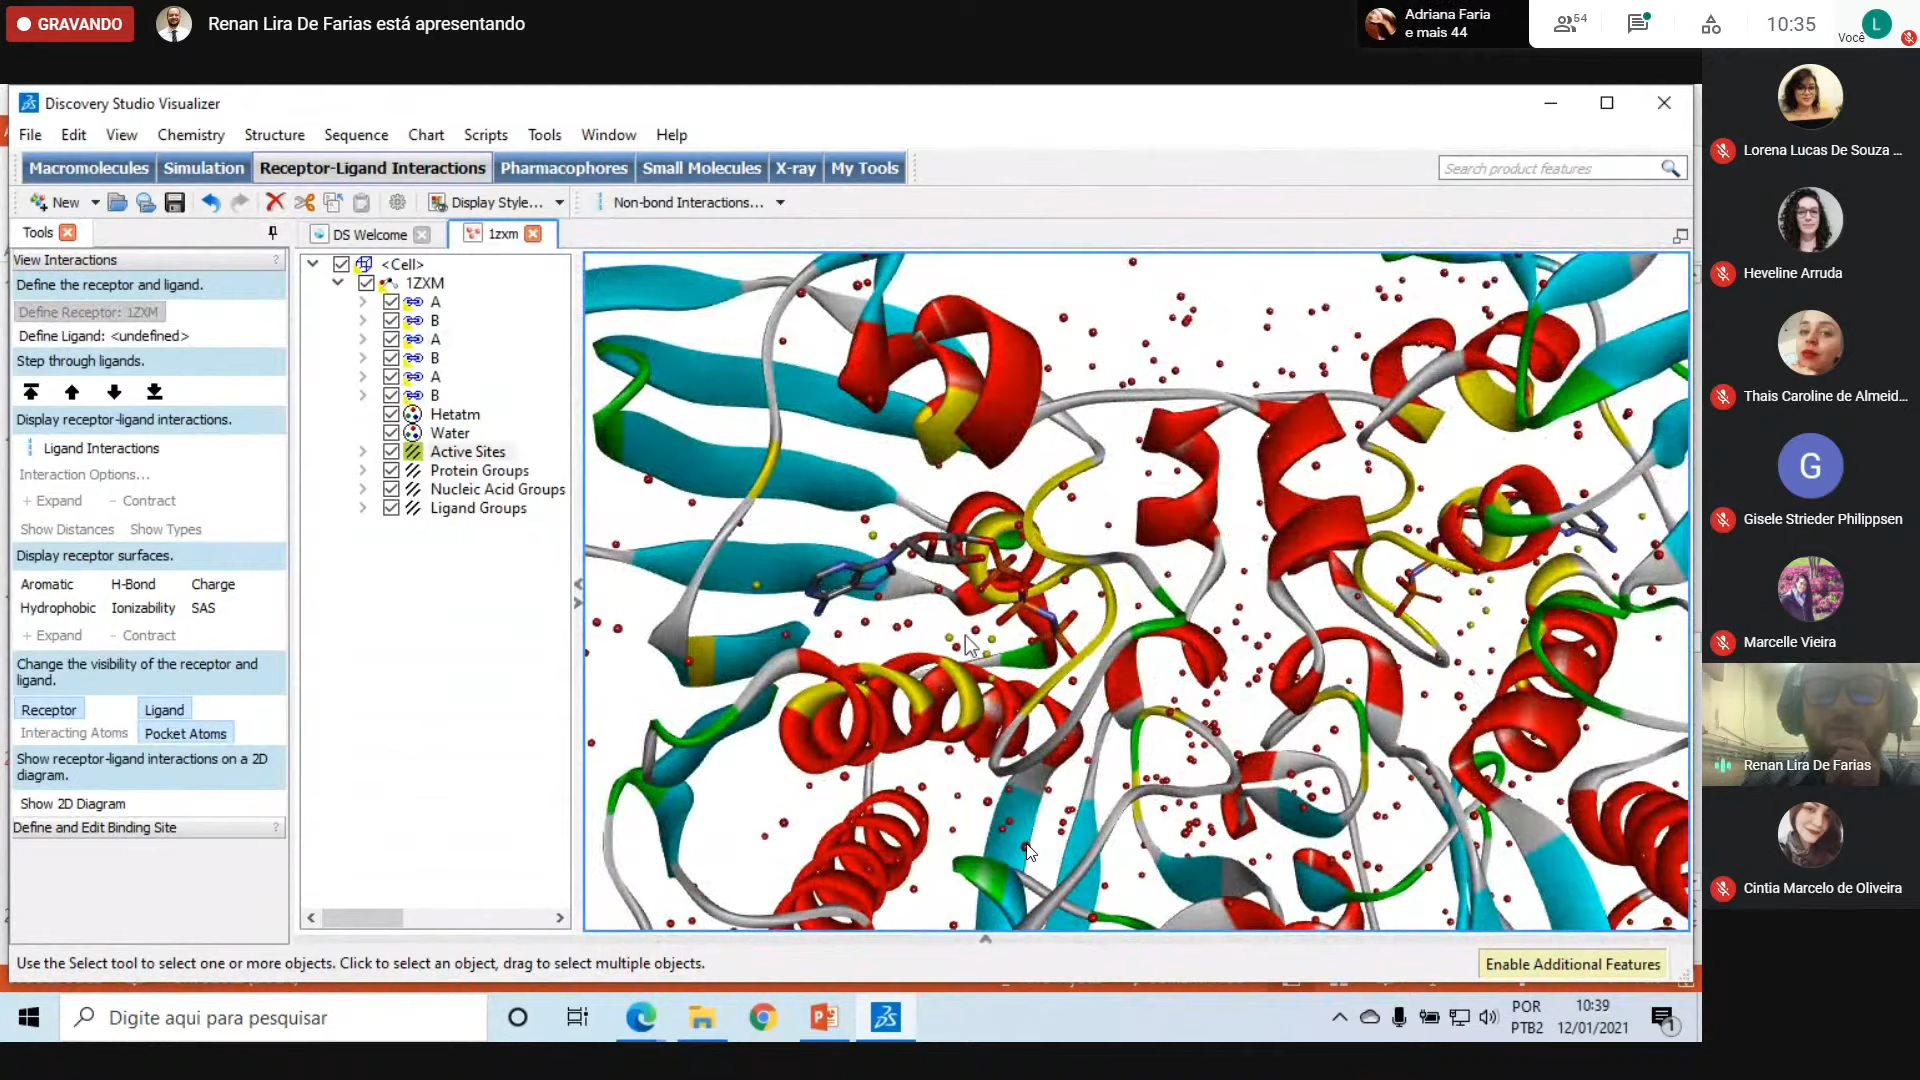 GRAVANDO
Renan Lira De Farias está apresentando
Adriana Faria
e mais 44
54
10:35
Você
L
Discovery Studio Visualizer
File Edit View Chemistry Structure Sequence Chart Scripts Tools Window Help
Macromolecules Simulation Receptor-Ligand Interactions Pharmacophores Small Molecules X-ray My Tools
Search product features
New Display Style... Non-bond Interactions...
Tools
DS Welcome 1zxm
View Interactions ?
Define the receptor and ligand.
Define Receptor: 1ZXM
Define Ligand: <undefined>
Step through ligands.
Display receptor-ligand interactions.
Ligand Interactions
Interaction Options...
+ Expand − Contract
Show Distances Show Types
Display receptor surfaces.
Aromatic H-Bond Charge
Hydrophobic Ionizability SAS
+ Expand − Contract
Change the visibility of the receptor and
ligand.
Receptor Ligand
Interacting Atoms Pocket Atoms
Show receptor-ligand interactions on a 2D
diagram.
Show 2D Diagram
Define and Edit Binding Site ?
<Cell>
1ZXM
A
B
A
B
A
B
Hetatm
Water
Active Sites
Protein Groups
Nucleic Acid Groups
Ligand Groups
Use the Select tool to select one or more objects. Click to select an object, drag to select multiple objects.
Enable Additional Features
Digite aqui para pesquisar
POR
PTB2
10:39
12/01/2021
1
Lorena Lucas De Souza ...
Heveline Arruda
Thais Caroline de Almeid...
G
Gisele Strieder Philippsen
Marcelle Vieira
Renan Lira De Farias
Cintia Marcelo de Oliveira